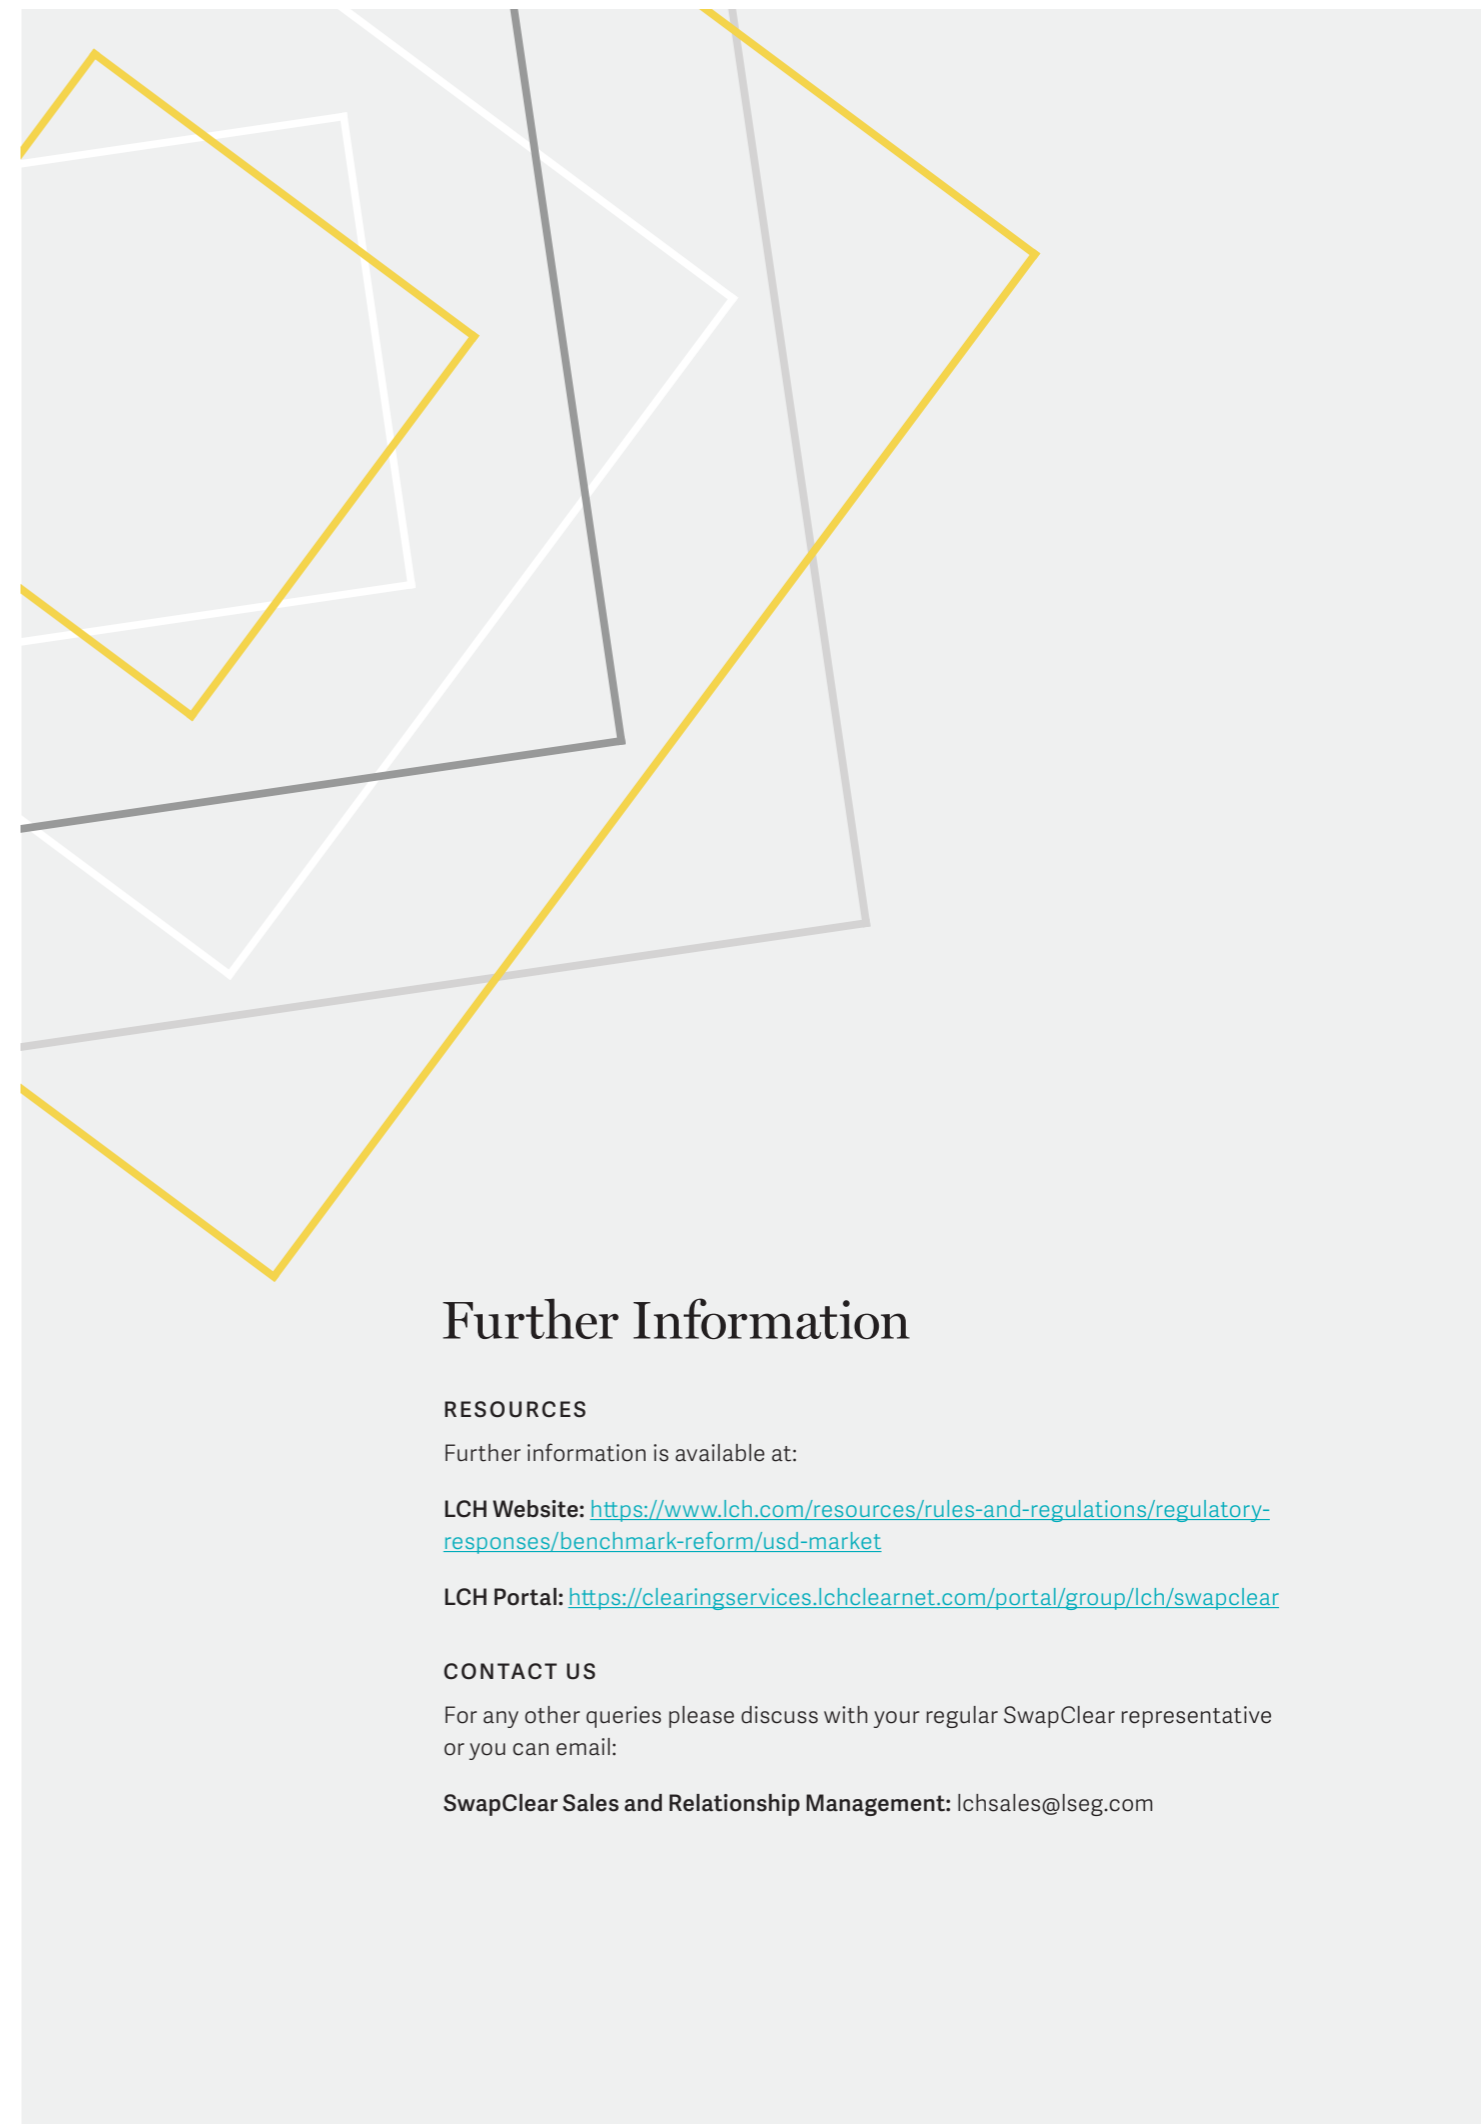 Further Information
RESOURCES
Further information is available at:
LCH Website: https://www.lch.com/resources/rules-and-regulations/regulatory-
responses/benchmark-reform/usd-market
LCH Portal: https://clearingservices.lchclearnet.com/portal/group/lch/swapclear
CONTACT US
For any other queries please discuss with your regular SwapClear representative
or you can email:
SwapClear Sales and Relationship Management: lchsales@lseg.com